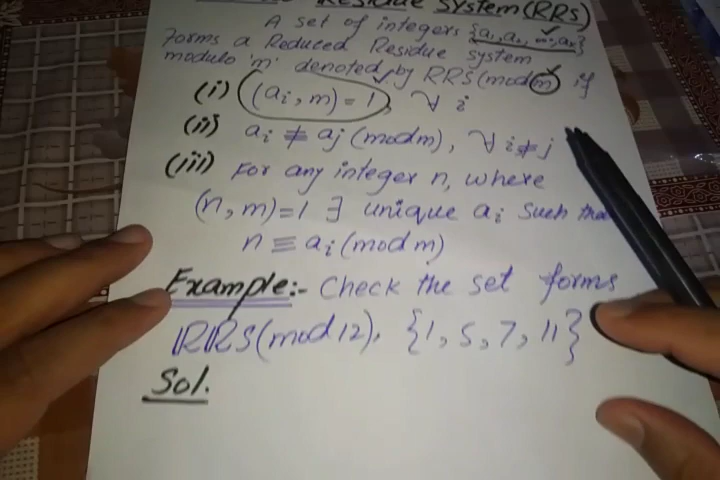 Residue System (RRS)
A set of integers {a₁, a₂, ..., aₖ}
Forms a Reduced Residue system
modulo 'm' denoted by RRS(mod m) if
(i) (aᵢ, m) = 1, ∀ i
(ii) aᵢ ≢ aⱼ (mod m), ∀ i ≠ j
(iii) For any integer n, where
(n, m) = 1 ∃ unique aᵢ such
n ≡ aᵢ (mod m)
Example:- Check the set forms
RRS(mod 12), {1, 5, 7, 11}
Sol.